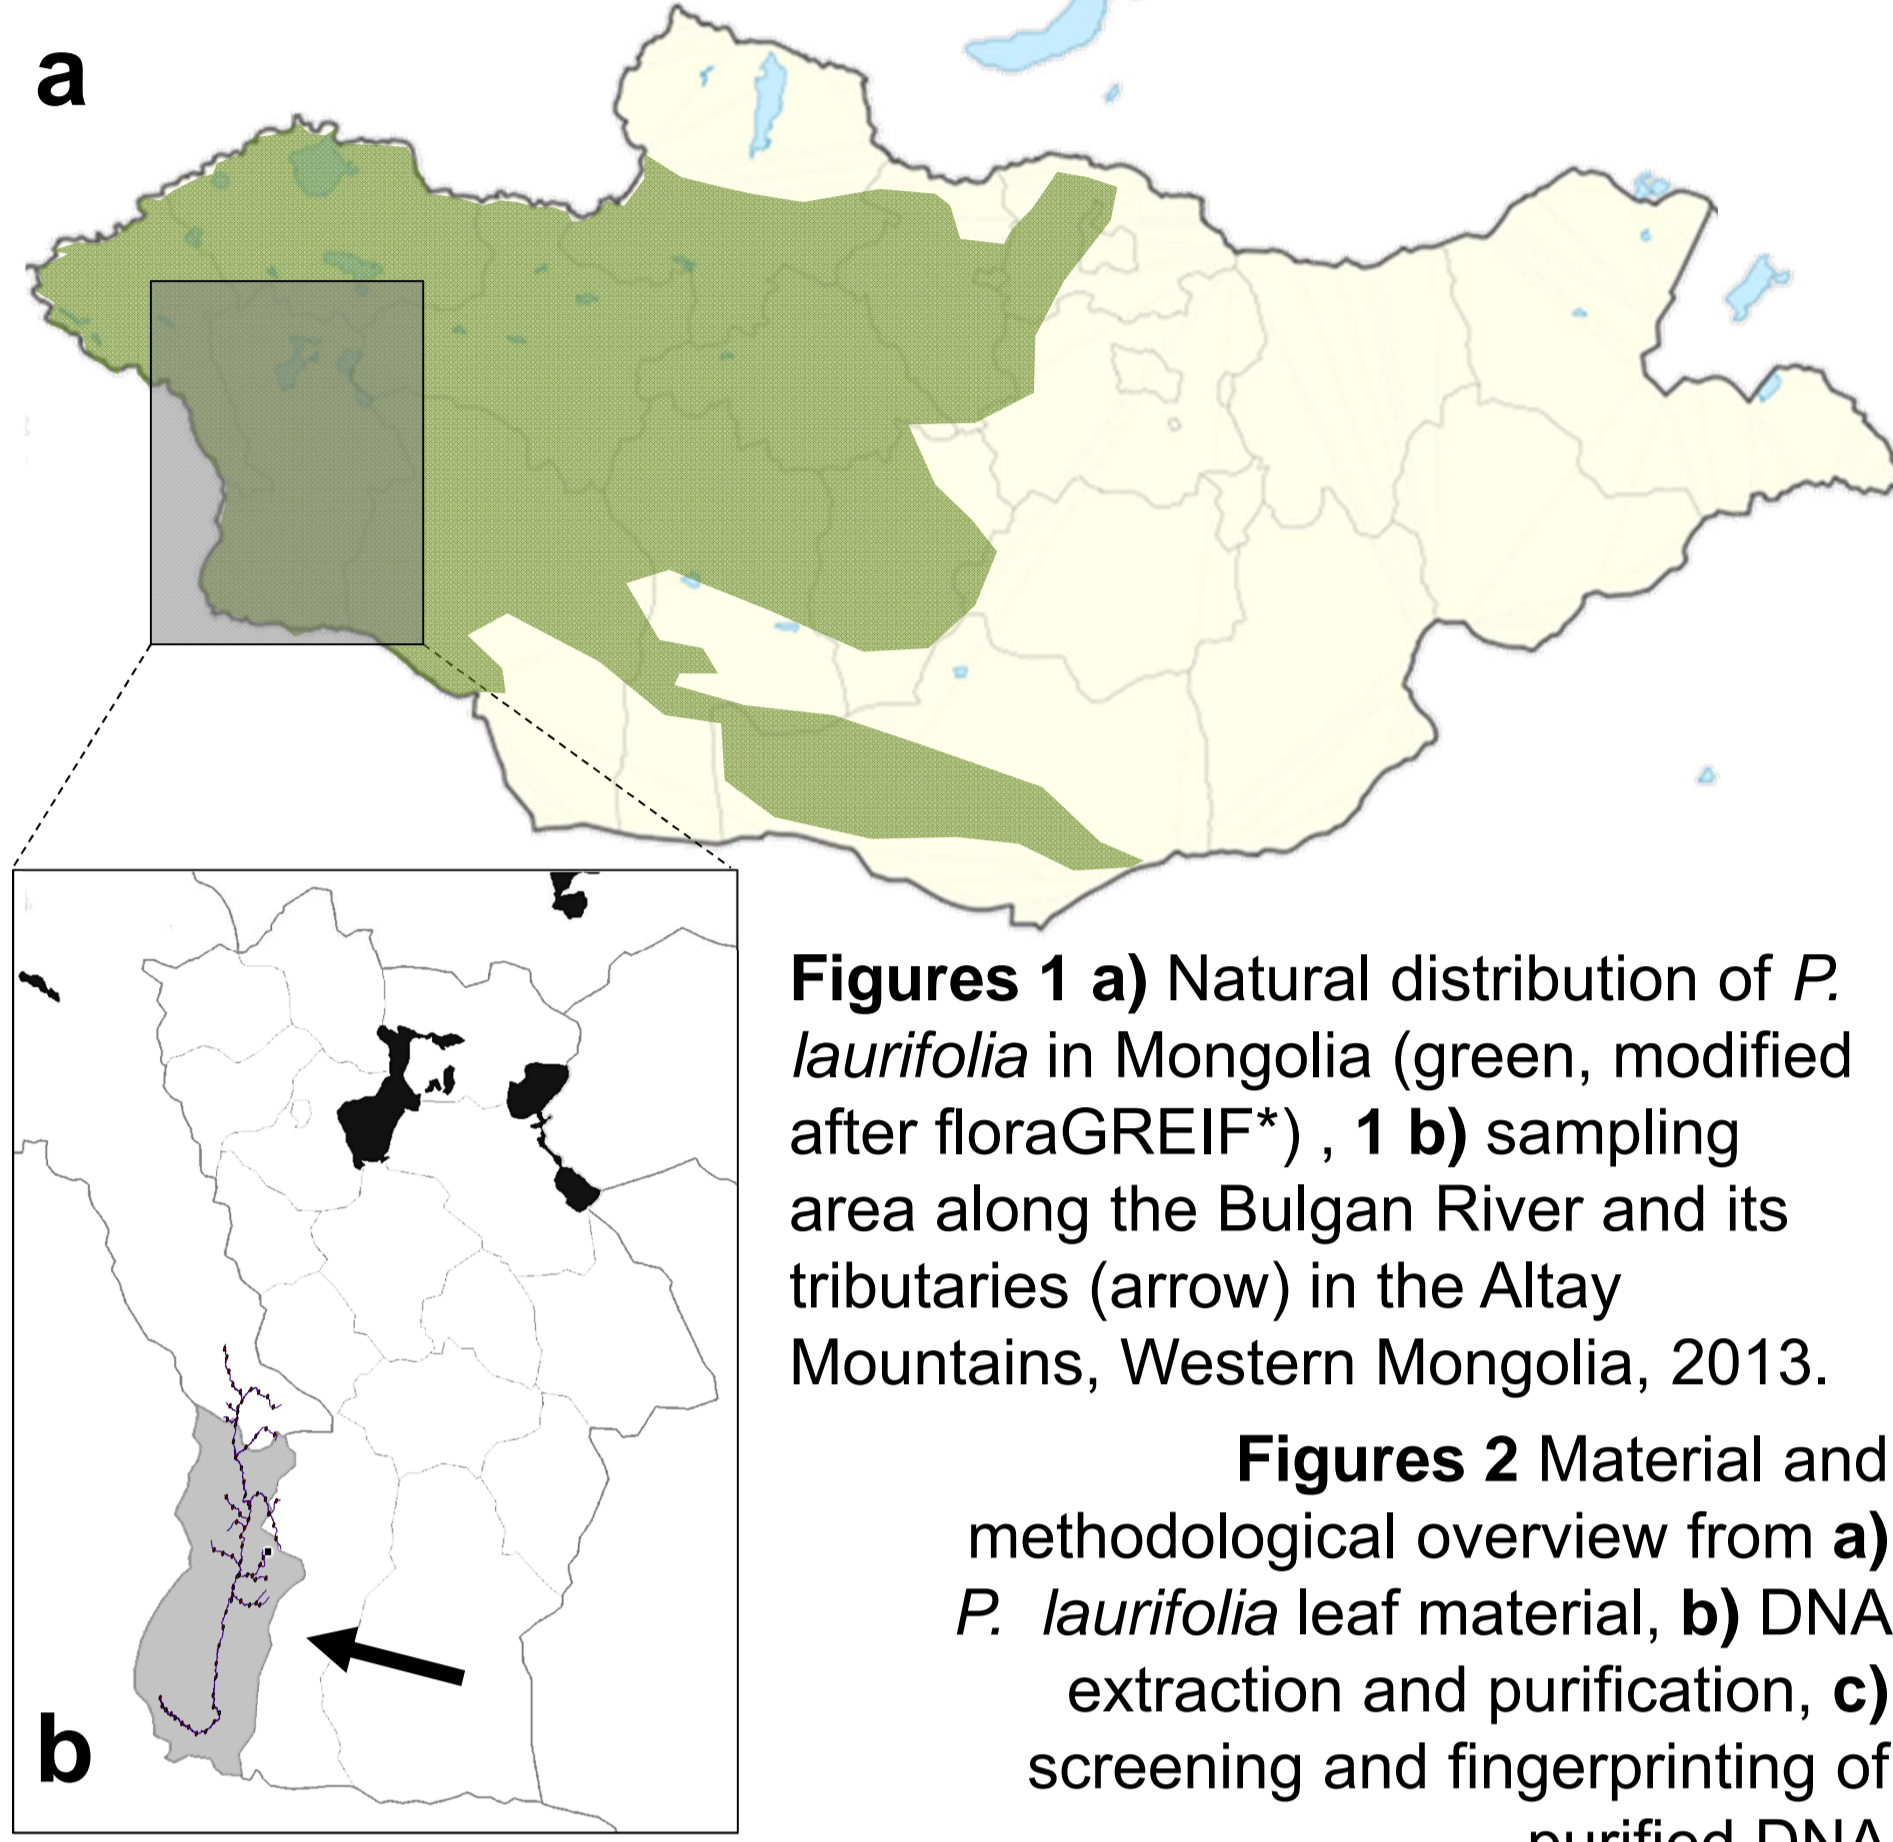 a
b
Figures 1 a) Natural distribution of P.
laurifolia in Mongolia (green, modified
after floraGREIF*) , 1 b) sampling
area along the Bulgan River and its
tributaries (arrow) in the Altay
Mountains, Western Mongolia, 2013.
Figures 2 Material and
methodological overview from a)
P. laurifolia leaf material, b) DNA
extraction and purification, c)
screening and fingerprinting of
purified DNA